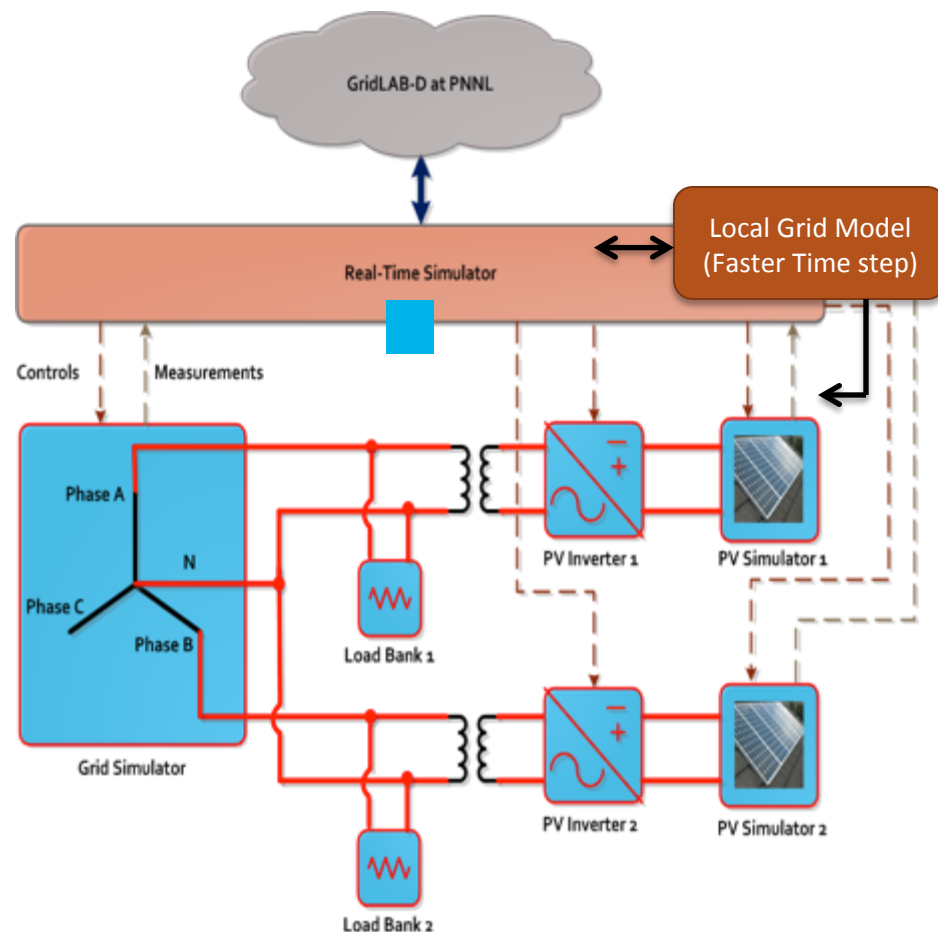 GridLAB-D at PNNL
Local Grid Model
(Faster Time step)
Real-Time Simulator
Controls
Measurements
Phase A
N
Phase C
Phase B
Grid Simulator
Load Bank 1
PV Inverter 1
PV Simulator 1
Load Bank 2
PV Inverter 2
PV Simulator 2